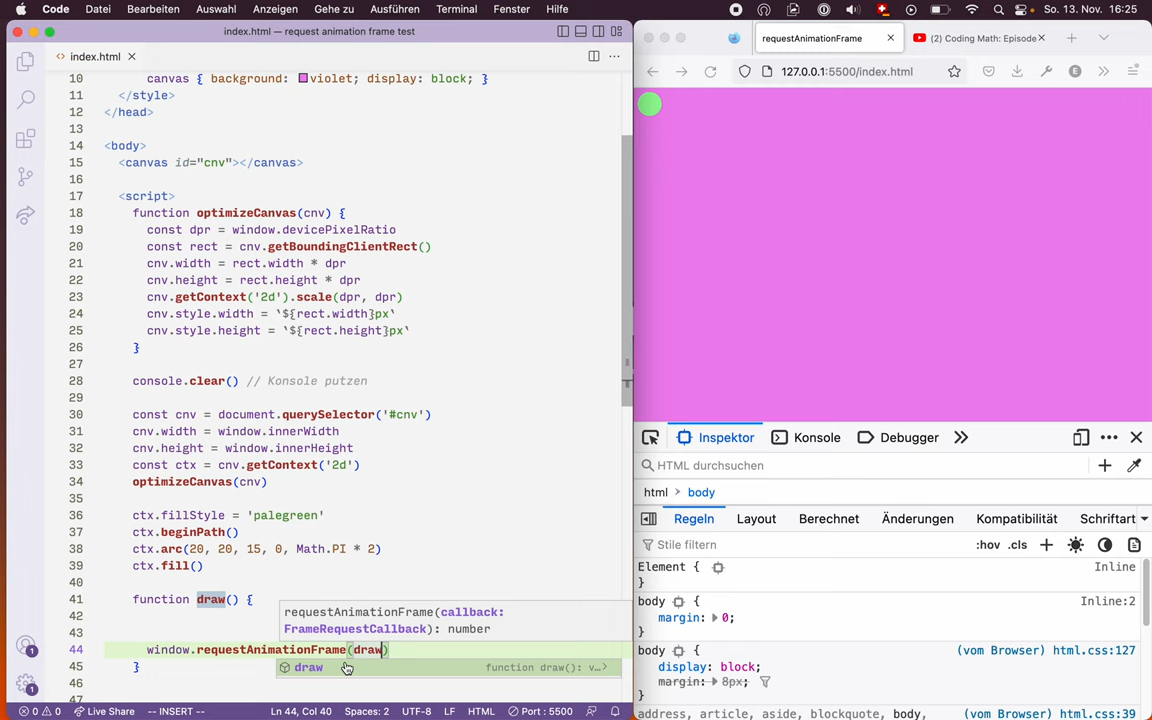 Code Datei Bearbeiten Auswahl Anzeigen Gehe zu Ausführen Terminal Fenster Hilfe So. 13. Nov. 16:25
index.html — request animation frame test
<> index.html
requestAnimationFrame
(2) Coding Math: Episode
127.0.0.1:5500/index.html
10 canvas { background: violet; display: block; }
11 </style>
12 </head>
13
14 <body>
15 <canvas id="cnv"></canvas>
16
17 <script>
18 function optimizeCanvas(cnv) {
19 const dpr = window.devicePixelRatio
20 const rect = cnv.getBoundingClientRect()
21 cnv.width = rect.width * dpr
22 cnv.height = rect.height * dpr
23 cnv.getContext('2d').scale(dpr, dpr)
24 cnv.style.width = `${rect.width}px`
25 cnv.style.height = `${rect.height}px`
26 }
27
28 console.clear() // Konsole putzen
29
30 const cnv = document.querySelector('#cnv')
31 cnv.width = window.innerWidth
32 cnv.height = window.innerHeight
33 const ctx = cnv.getContext('2d')
34 optimizeCanvas(cnv)
35
36 ctx.fillStyle = 'palegreen'
37 ctx.beginPath()
38 ctx.arc(20, 20, 15, 0, Math.PI * 2)
39 ctx.fill()
40
41 function draw() {
42
43
44 window.requestAnimationFrame(draw)
45 }
46
47
requestAnimationFrame(callback:
FrameRequestCallback): number
draw function draw(): v…>
1
1
0 0 Live Share -- INSERT -- Ln 44, Col 40 Spaces: 2 UTF-8 LF HTML Port : 5500
Inspektor Konsole Debugger
HTML durchsuchen
html > body
Regeln Layout Berechnet Änderungen Kompatibilität Schriftart
Stile filtern :hov .cls
Element { Inline
}
body { Inline:2
margin: 0;
}
body { (vom Browser) html.css:127
display: block;
margin: 8px;
}
address, article, aside, blockquote, body, (vom Browser) html.css:39